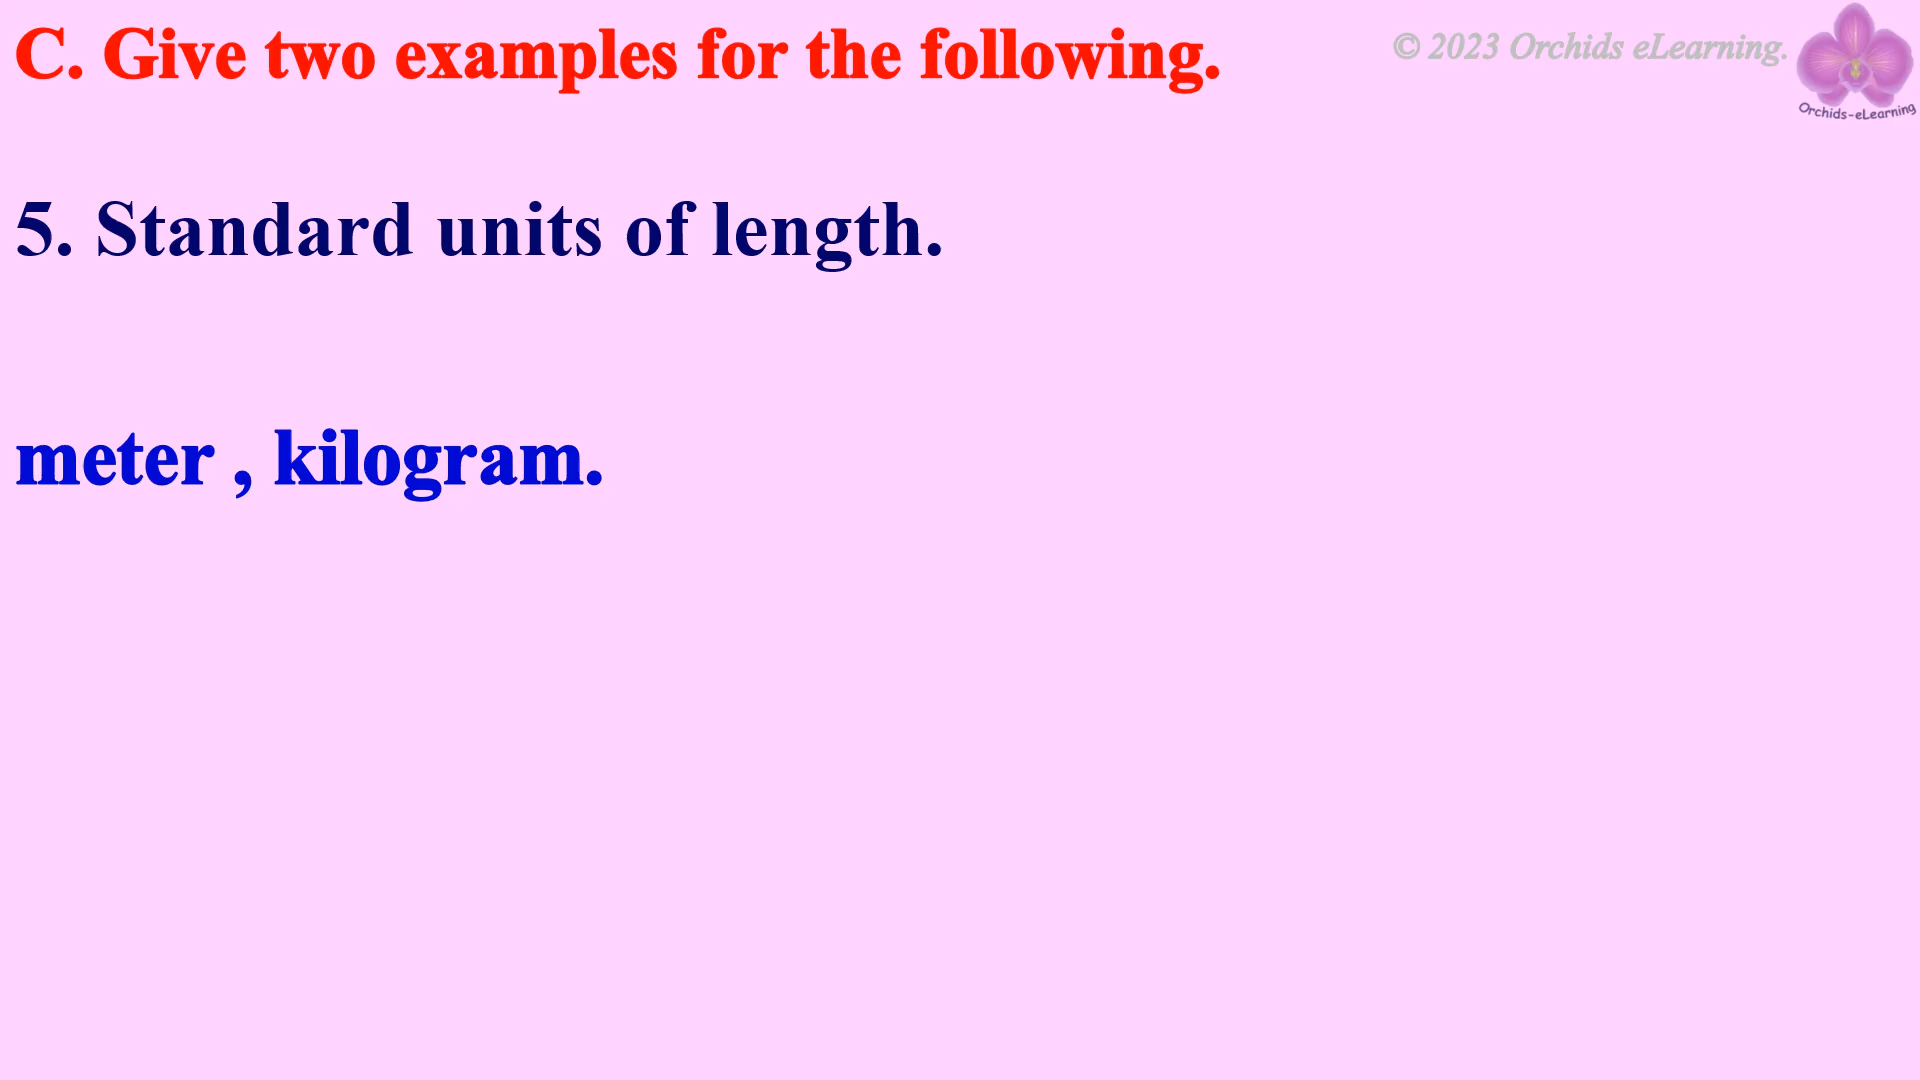 C. Give two examples for the following.
© 2023 Orchids eLearning.
Orchids-eLearning
5. Standard units of length.
meter , kilogram.